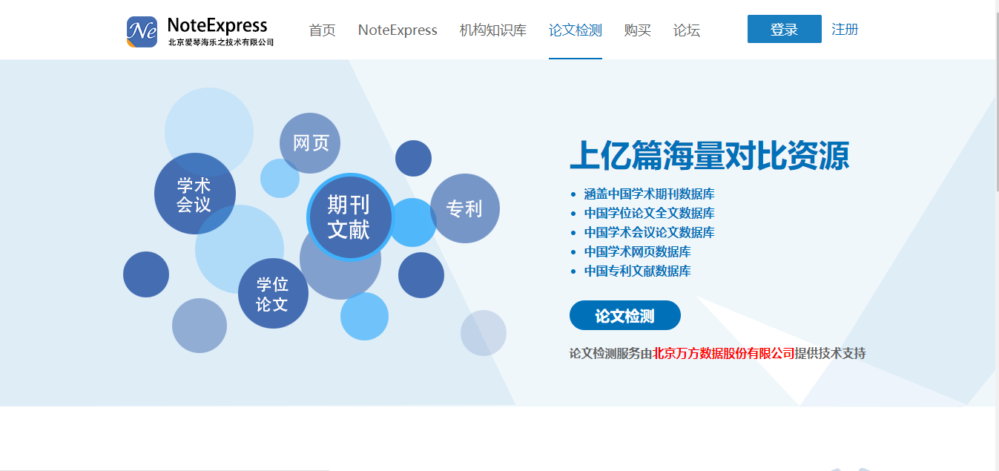 NoteExpress
北京爱琴海乐之技术有限公司
首页 NoteExpress 机构知识库 论文检测 购买 论坛 登录 注册
网页
学术
会议
期刊
文献
专利
学位
论文
上亿篇海量对比资源
涵盖中国学术期刊数据库
中国学位论文全文数据库
中国学术会议论文数据库
中国学术网页数据库
中国专利文献数据库
论文检测
论文检测服务由北京万方数据股份有限公司提供技术支持